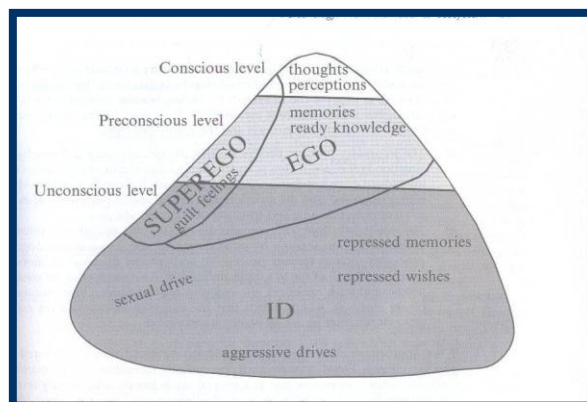 Conscious level
thoughts
perceptions
Preconscious level
memories
ready knowledge
EGO
Unconscious level
SUPEREGO
guilt feelings
repressed memories
sexual drive
repressed wishes
ID
aggressive drives